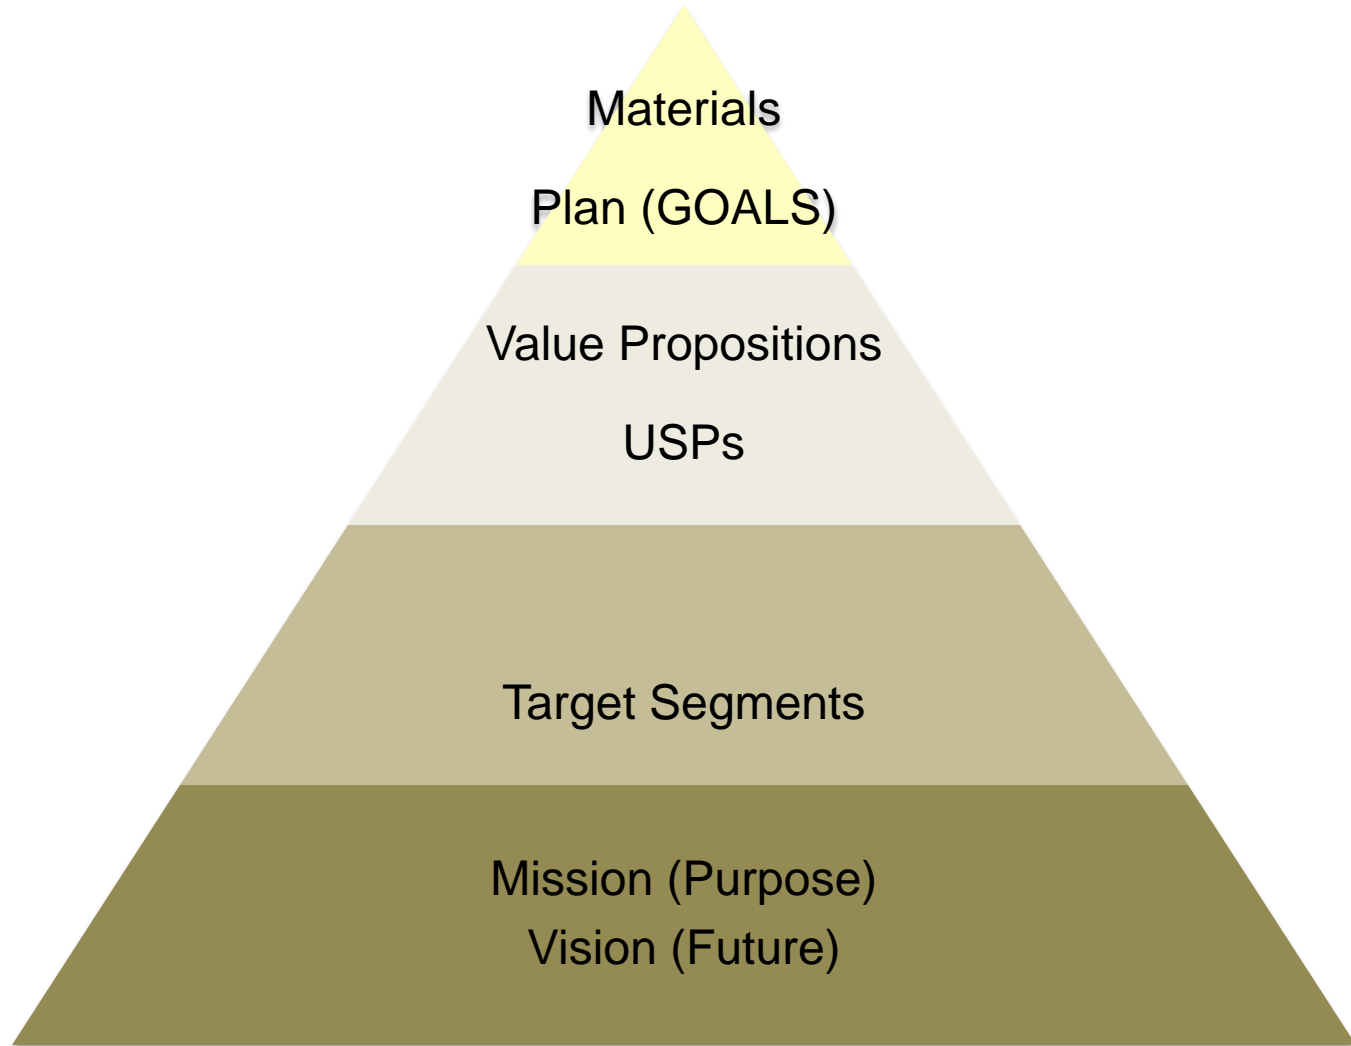 Materials
Plan (GOALS)
Value Propositions
USPs
Target Segments
Mission (Purpose)
Vision (Future)